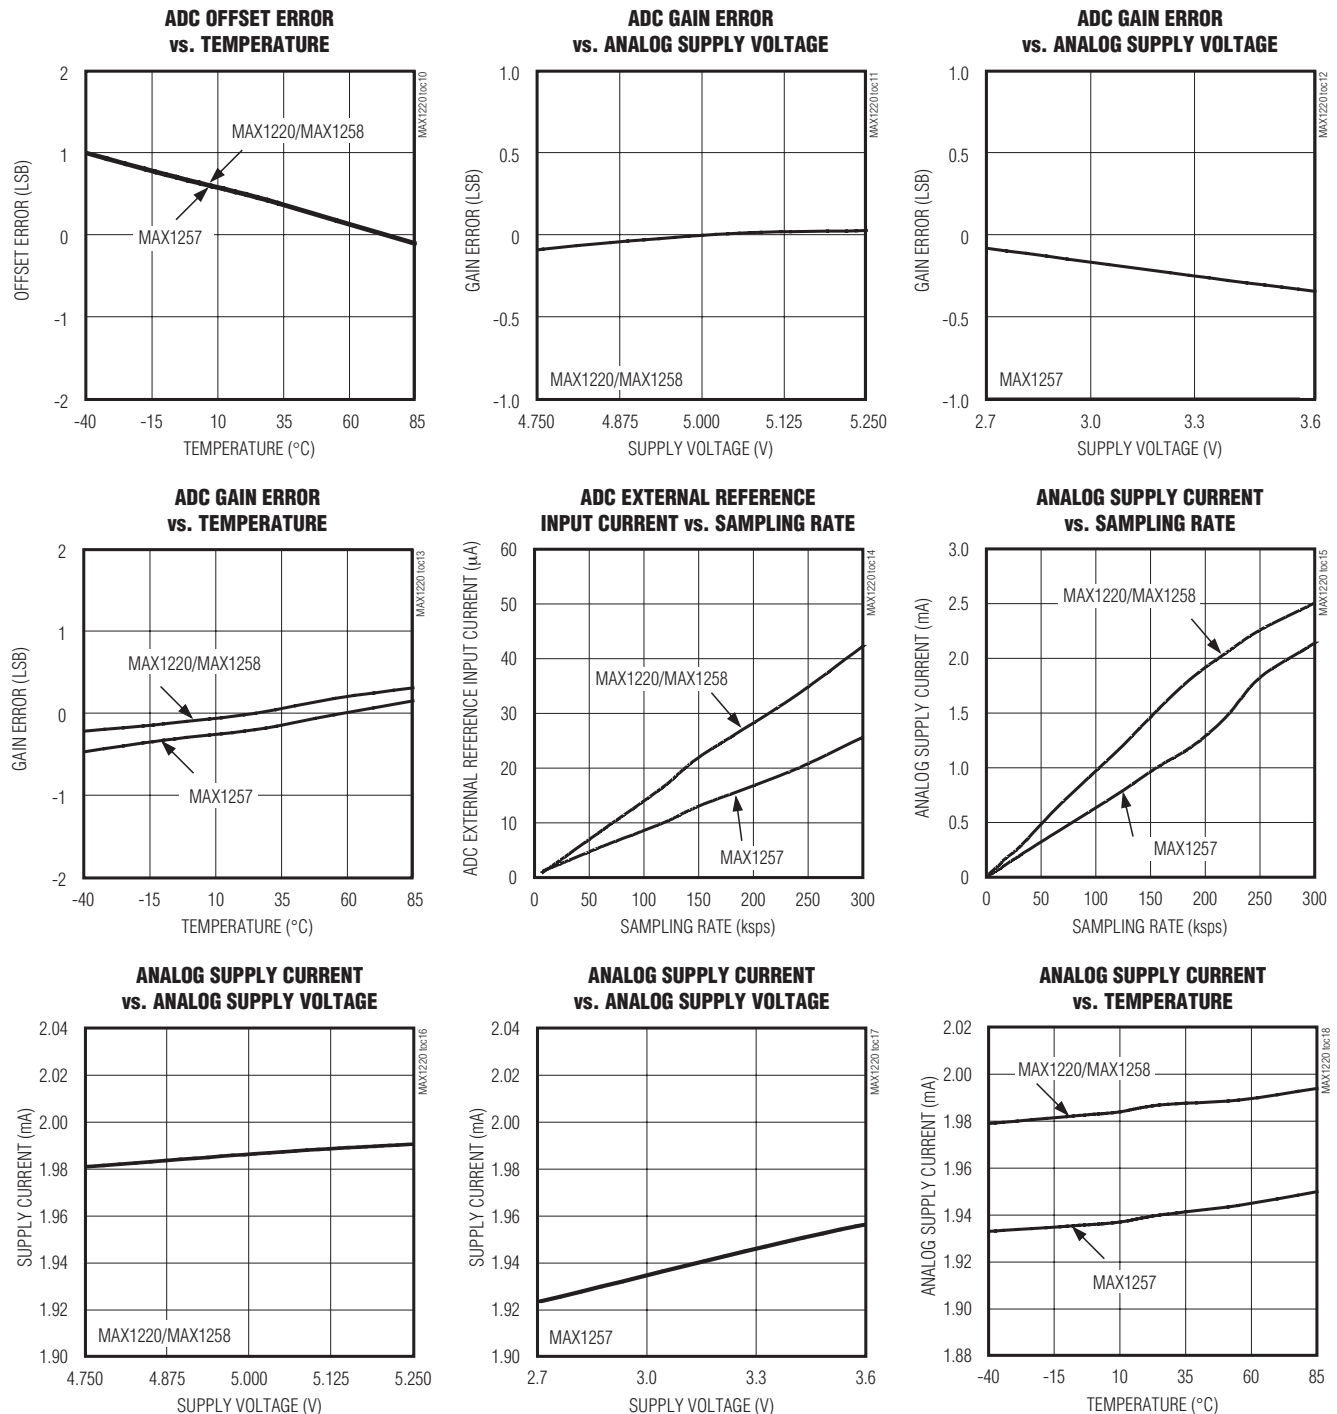 ADC OFFSET ERROR
vs. TEMPERATURE
2
1
0
-1
-2
OFFSET ERROR (LSB)
MAX1220/MAX1258
MAX1257
MAX1220 toc10
-40 -15 10 35 60 85
TEMPERATURE (°C)
ADC GAIN ERROR
vs. ANALOG SUPPLY VOLTAGE
1.0
0.5
0
-0.5
-1.0
GAIN ERROR (LSB)
MAX1220/MAX1258
MAX1220 toc11
4.750 4.875 5.000 5.125 5.250
SUPPLY VOLTAGE (V)
ADC GAIN ERROR
vs. ANALOG SUPPLY VOLTAGE
1.0
0.5
0
-0.5
-1.0
GAIN ERROR (LSB)
MAX1257
MAX1220 toc12
2.7 3.0 3.3 3.6
SUPPLY VOLTAGE (V)
ADC GAIN ERROR
vs. TEMPERATURE
2
1
0
-1
-2
GAIN ERROR (LSB)
MAX1220/MAX1258
MAX1257
MAX1220 toc13
-40 -15 10 35 60 85
TEMPERATURE (°C)
ADC EXTERNAL REFERENCE
INPUT CURRENT vs. SAMPLING RATE
60
50
40
30
20
10
0
ADC EXTERNAL REFERENCE INPUT CURRENT (µA)
MAX1220/MAX1258
MAX1257
MAX1220 toc14
0 50 100 150 200 250 300
SAMPLING RATE (ksps)
ANALOG SUPPLY CURRENT
vs. SAMPLING RATE
3.0
2.5
2.0
1.5
1.0
0.5
0
ANALOG SUPPLY CURRENT (mA)
MAX1220/MAX1258
MAX1257
MAX1220 toc15
0 50 100 150 200 250 300
SAMPLING RATE (ksps)
ANALOG SUPPLY CURRENT
vs. ANALOG SUPPLY VOLTAGE
2.04
2.02
2.00
1.98
1.96
1.94
1.92
1.90
SUPPLY CURRENT (mA)
MAX1220/MAX1258
MAX1220 toc16
4.750 4.875 5.000 5.125 5.250
SUPPLY VOLTAGE (V)
ANALOG SUPPLY CURRENT
vs. ANALOG SUPPLY VOLTAGE
2.04
2.02
2.00
1.98
1.96
1.94
1.92
1.90
SUPPLY CURRENT (mA)
MAX1257
MAX1220 toc17
2.7 3.0 3.3 3.6
SUPPLY VOLTAGE (V)
ANALOG SUPPLY CURRENT
vs. TEMPERATURE
2.02
2.00
1.98
1.96
1.94
1.92
1.90
1.88
ANALOG SUPPLY CURRENT (mA)
MAX1220/MAX1258
MAX1257
MAX1220 toc18
-40 -15 10 35 60 85
TEMPERATURE (°C)